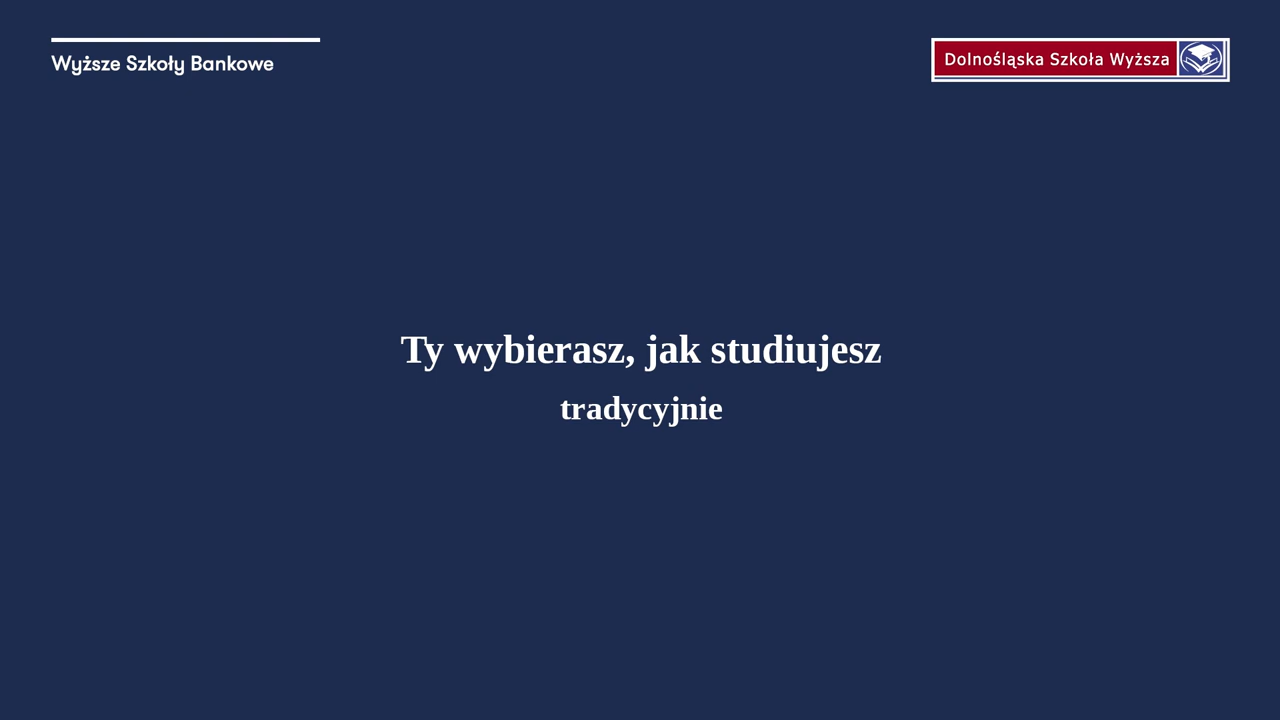 Wyższe Szkoły Bankowe
Dolnośląska Szkoła Wyższa
Ty wybierasz, jak studiujesz
tradycyjnie